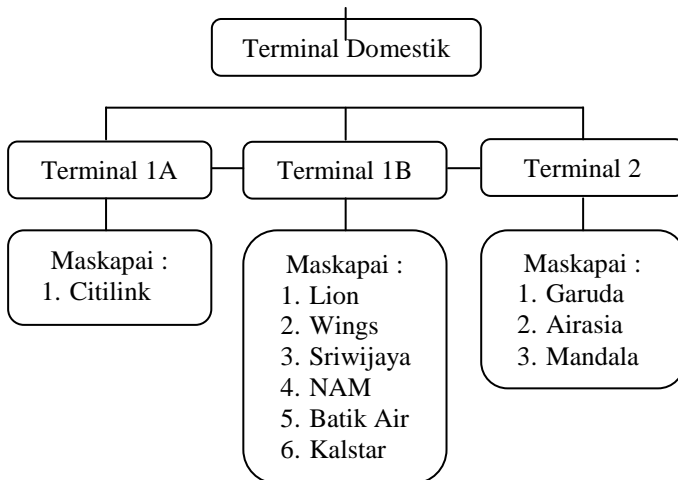 Terminal Domestik
Terminal 1A
Terminal 1B
Terminal 2
Maskapai :
1. Citilink
Maskapai :
1. Lion
2. Wings
3. Sriwijaya
4. NAM
5. Batik Air
6. Kalstar
Maskapai :
1. Garuda
2. Airasia
3. Mandala